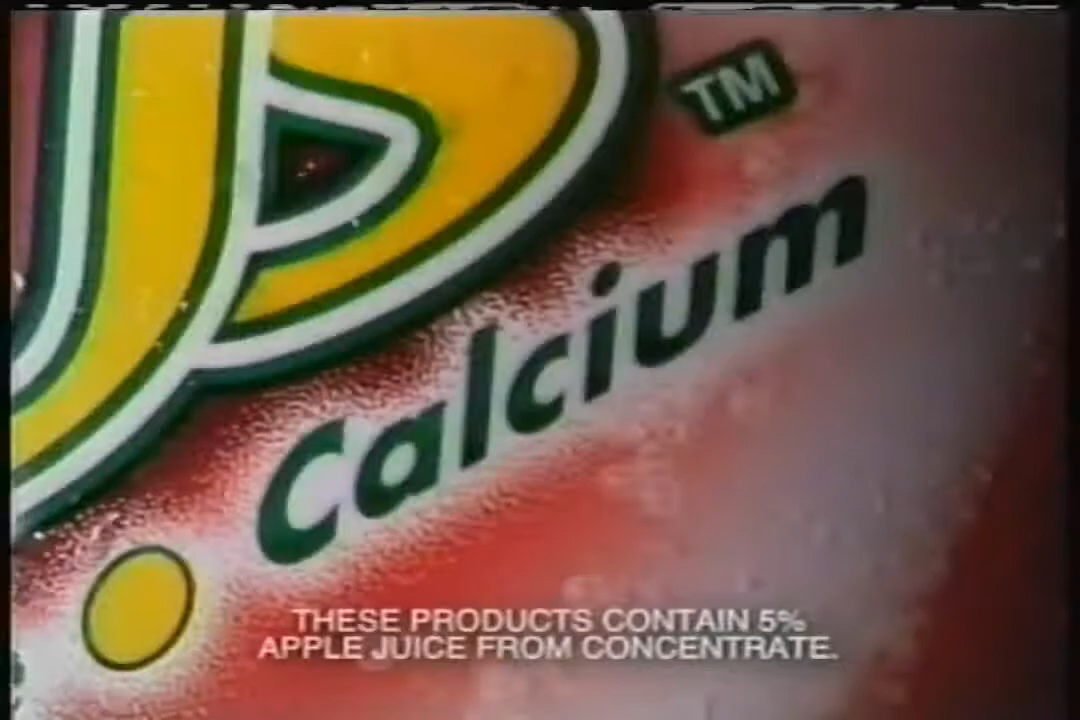 TM
Calcium
THESE PRODUCTS CONTAIN 5%
APPLE JUICE FROM CONCENTRATE.